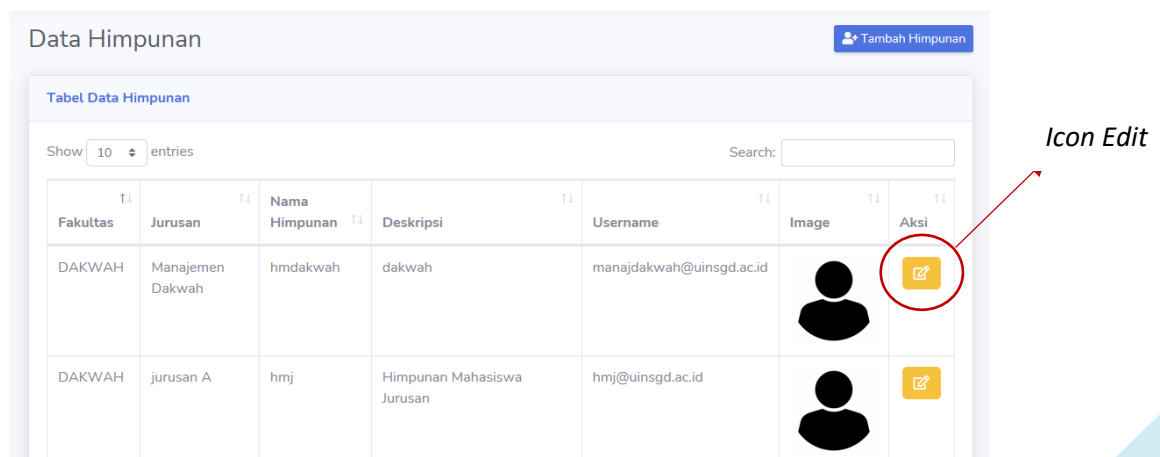 Data Himpunan
Tambah Himpunan
Tabel Data Himpunan
Show 10 entries
Search:
Icon Edit
Fakultas Jurusan Nama Himpunan Deskripsi Username Image Aksi
DAKWAH Manajemen Dakwah hmdakwah dakwah manajdakwah@uinsgd.ac.id
DAKWAH jurusan A hmj Himpunan Mahasiswa Jurusan hmj@uinsgd.ac.id